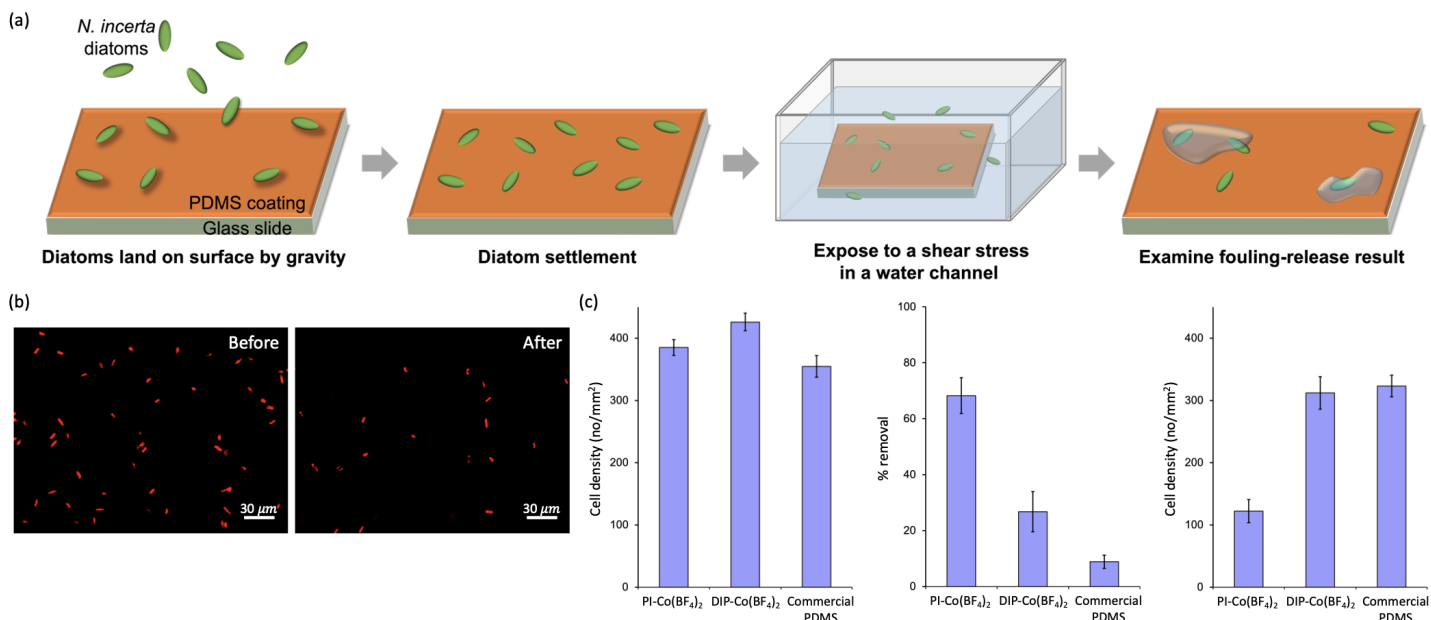 (a)
N. incerta
diatoms
PDMS coating
Glass slide
Diatoms land on surface by gravity
Diatom settlement
Expose to a shear stress
in a water channel
Examine fouling-release result
(b)
Before
30 μm
After
30 μm
(c)
Cell density (no/mm²)
400
300
200
100
0
PI-Co(BF₄)₂
DIP-Co(BF₄)₂
Commercial
PDMS
% removal
100
80
60
40
20
0
PI-Co(BF₄)₂
DIP-Co(BF₄)₂
Commercial
PDMS
Cell density (no/mm²)
400
300
200
100
0
PI-Co(BF₄)₂
DIP-Co(BF₄)₂
Commercial
PDMS